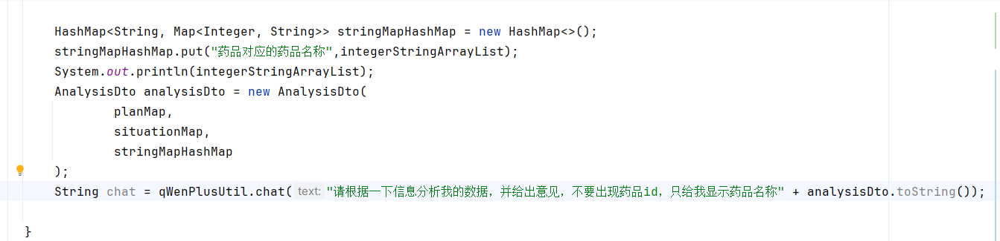 HashMap<String, Map<Integer, String>> stringMapHashMap = new HashMap<>();
stringMapHashMap.put("药品对应的药品名称",integerStringArrayList);
System.out.println(integerStringArrayList);
AnalysisDto analysisDto = new AnalysisDto(
planMap,
situationMap,
stringMapHashMap
);
String chat = qWenPlusUtil.chat( text: "请根据一下信息分析我的数据，并给出意见，不要出现药品id，只给我显示药品名称" + analysisDto.toString());
}